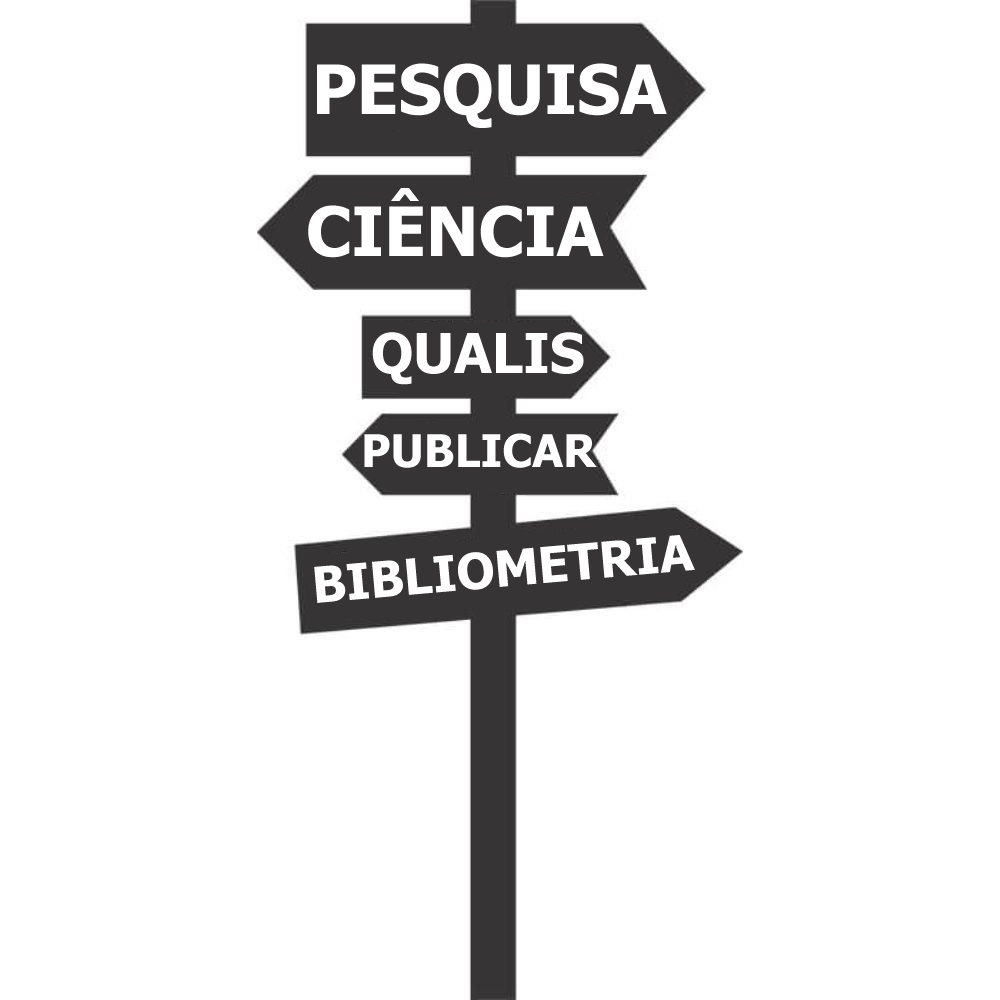 PESQUISA
CIÊNCIA
QUALIS
PUBLICAR
BIBLIOMETRIA